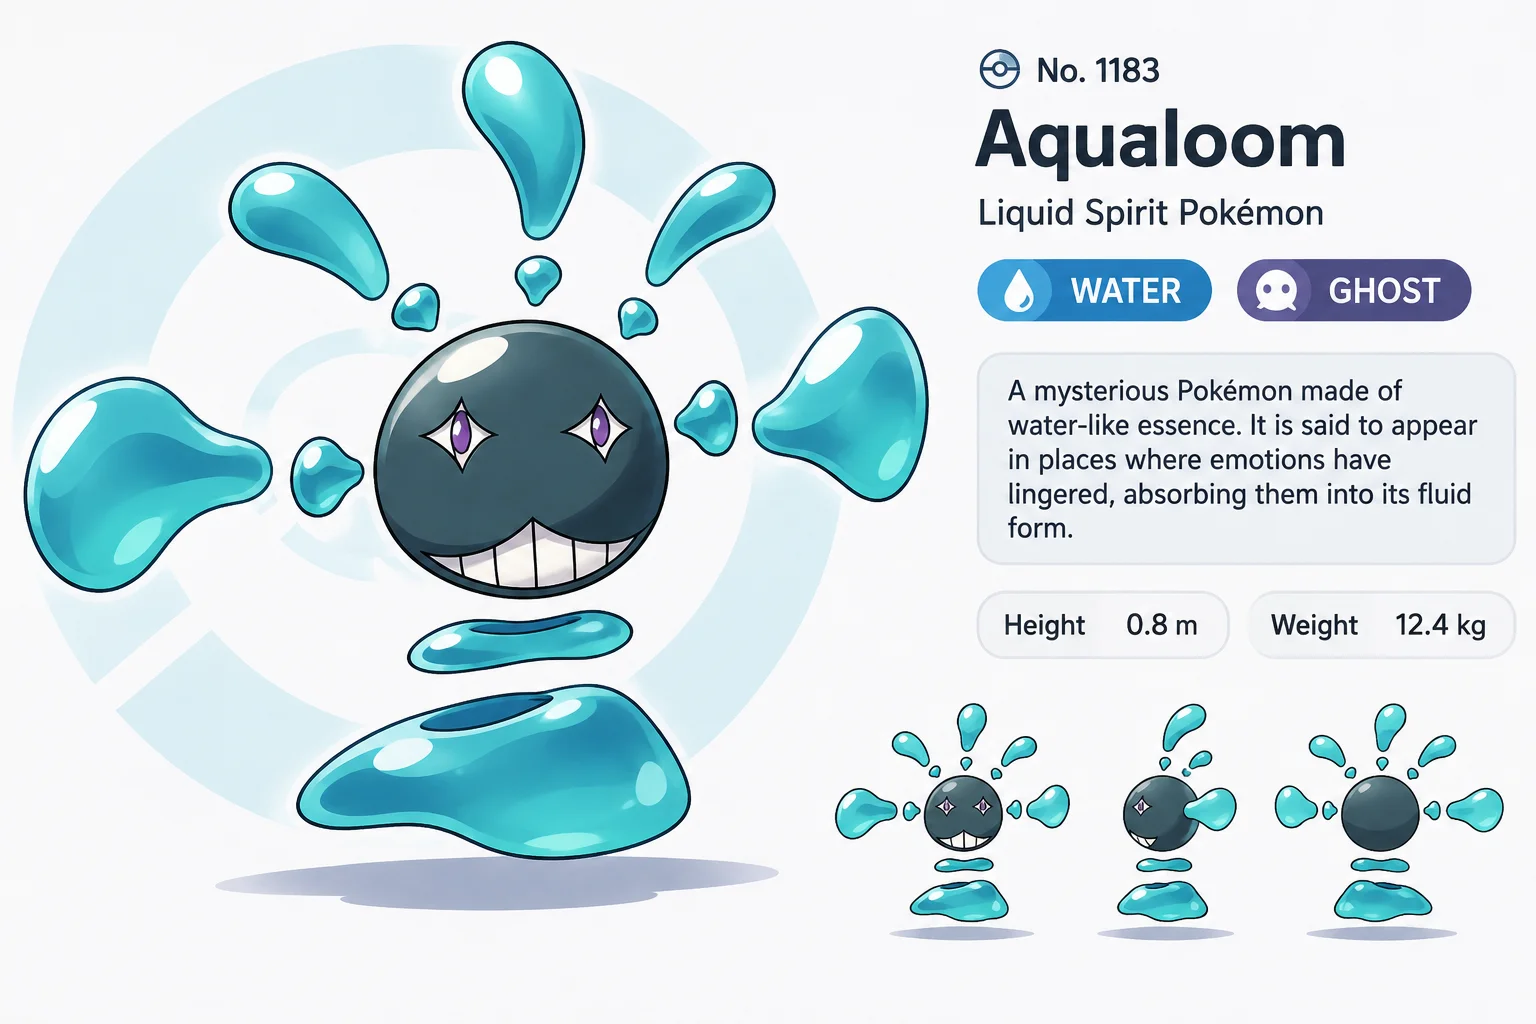 No. 1183
Aqualoom
Liquid Spirit Pokémon
WATER
GHOST
A mysterious Pokémon made of
water-like essence. It is said to appear
in places where emotions have
lingered, absorbing them into its fluid
form.
Height 0.8 m
Weight 12.4 kg